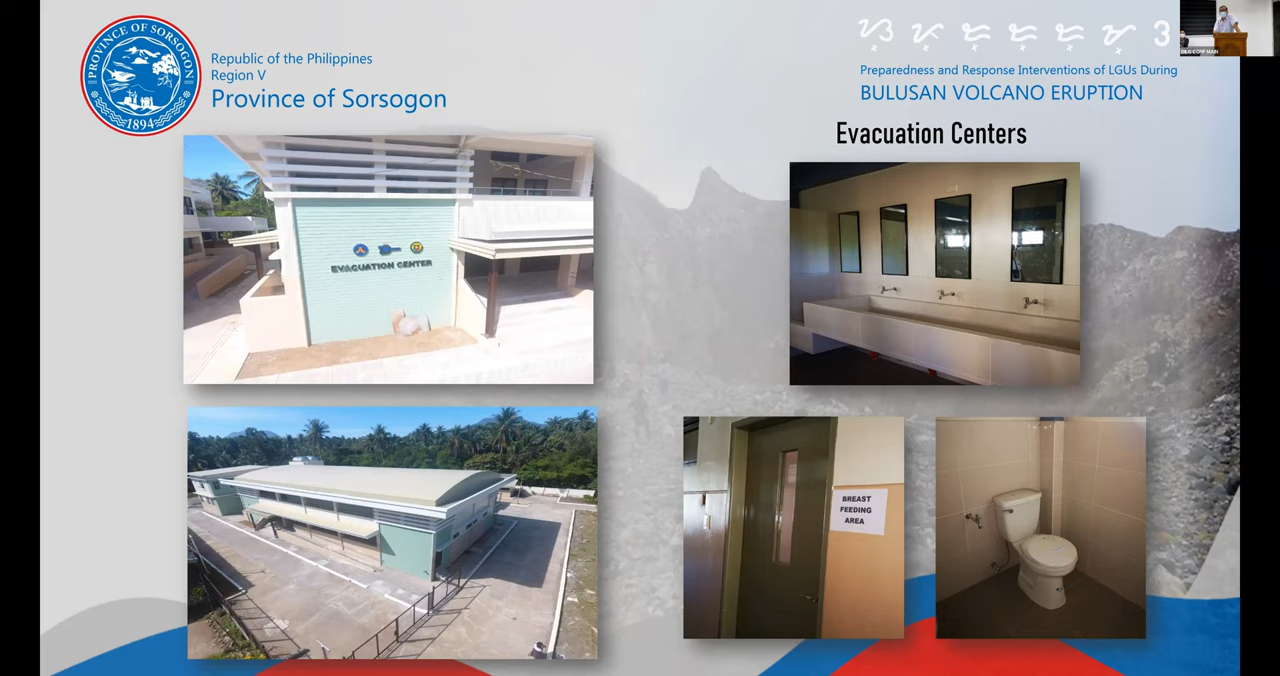 PROVINCE OF SORSOGON
1894
Republic of the Philippines
Region V
Province of Sorsogon
Preparedness and Response Interventions of LGUs During
BULUSAN VOLCANO ERUPTION
Evacuation Centers
EVACUATION CENTER
BREAST
FEEDING
AREA